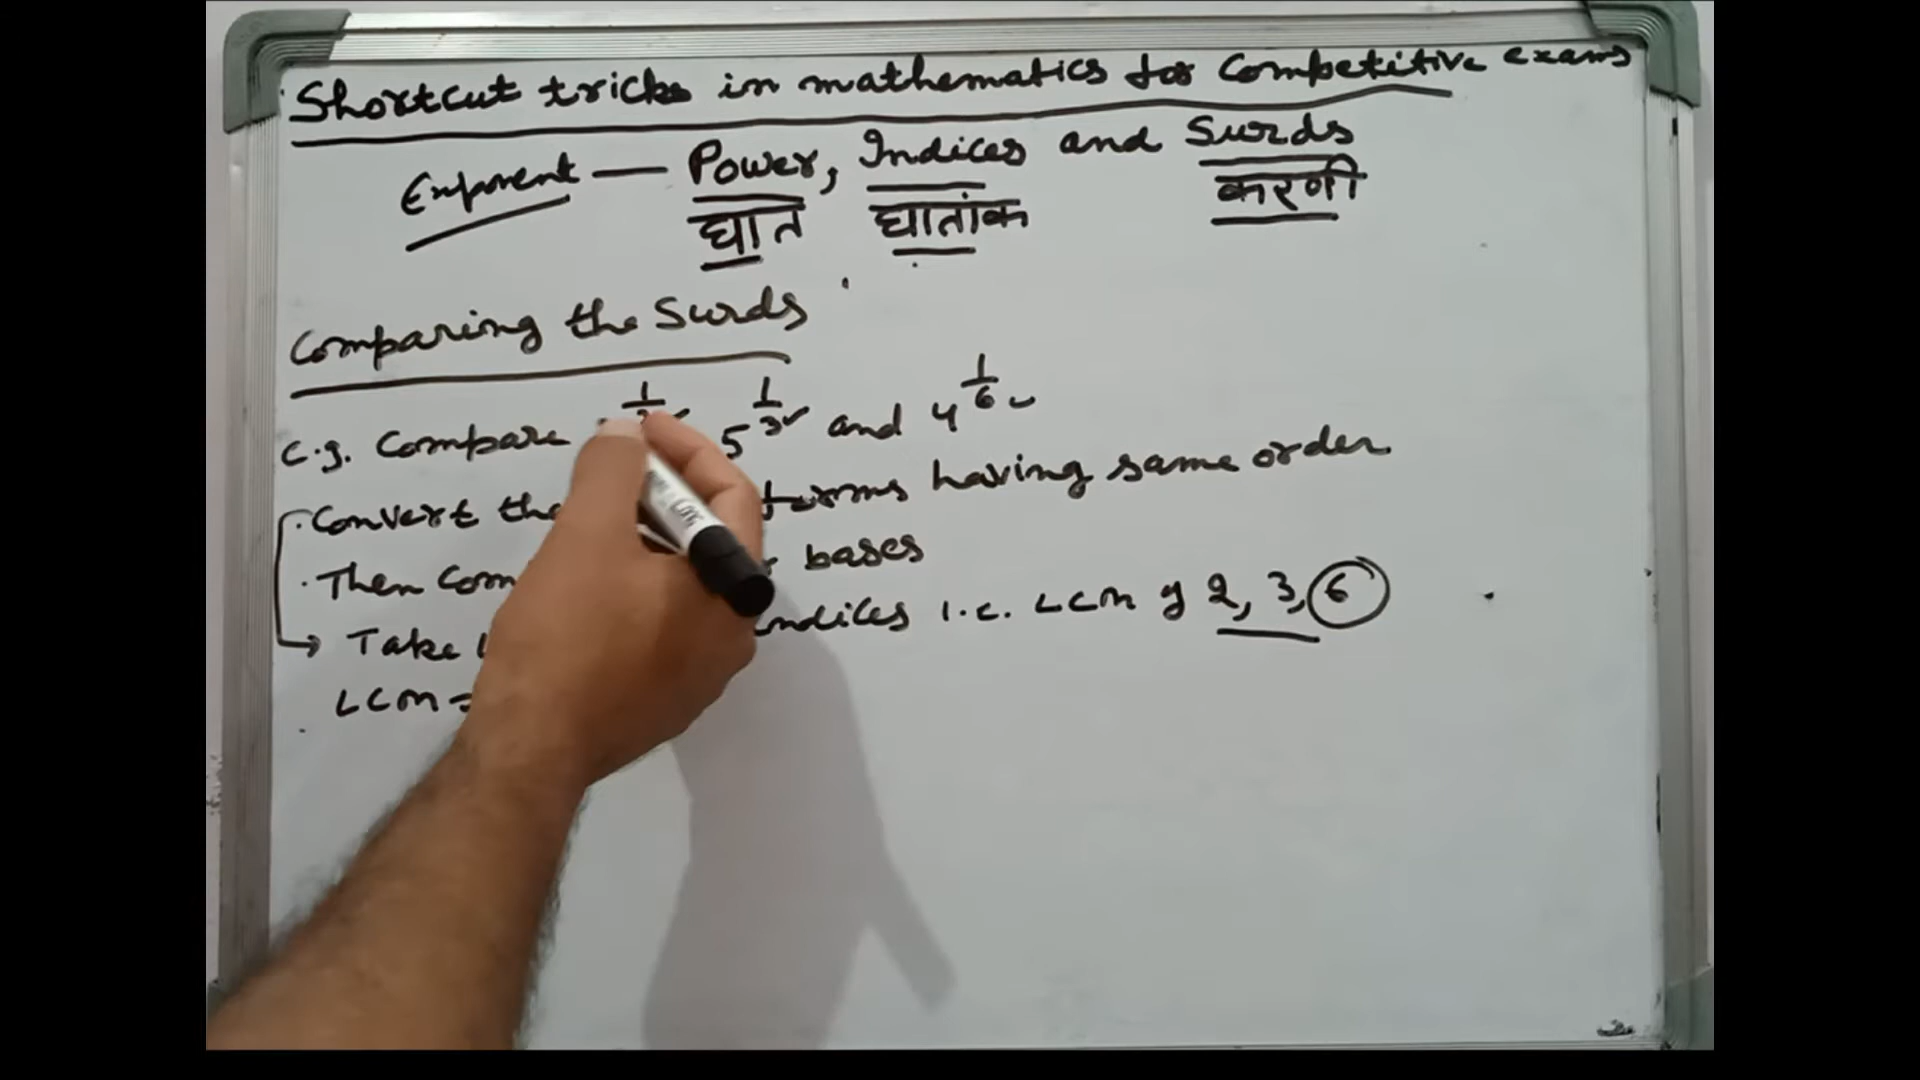 Shortcut tricks in mathematics for Competitive exams
Exponent — Power, Indices and Surds
घात घातांक करणी
Comparing the Surds
e.g. Compare 5^1/3 and 4^1/6
Convert the forms having same order
Then bases
Take indices i.e. LCM of 2, 3, 6
LCM =